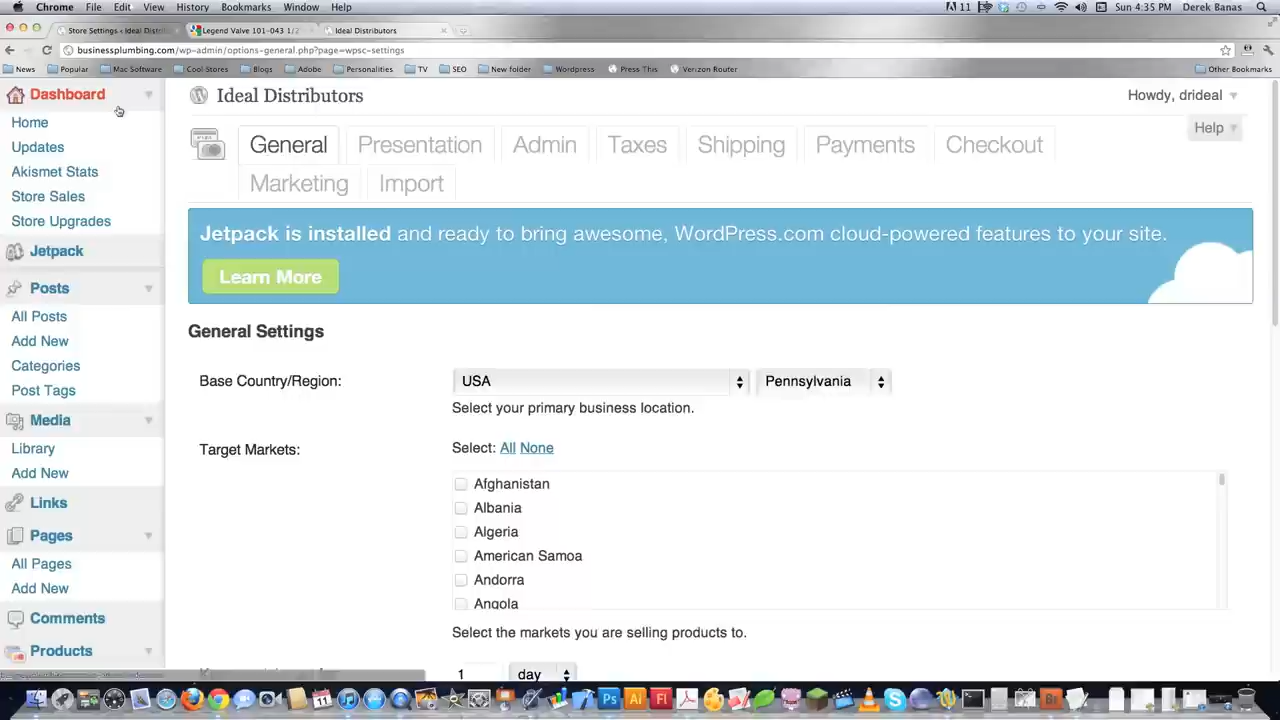 Chrome File Edit View History Bookmarks Window Help 11 Sun 4:35 PM Derek Banas
Store Settings ‹ Ideal Distrib Legend Valve 101-043 1/2 Ideal Distributors
businessplumbing.com/wp-admin/options-general.php?page=wpsc-settings
News Popular Mac Software Cool Stores Blogs Adobe Personalities TV SEO New folder Wordpress Press This Verizon Router Other Bookmarks
Dashboard
Home
Updates
Akismet Stats
Store Sales
Store Upgrades
Jetpack
Posts
All Posts
Add New
Categories
Post Tags
Media
Library
Add New
Links
Pages
All Pages
Add New
Comments
Products
Ideal Distributors
Howdy, drideal
Help
General Presentation Admin Taxes Shipping Payments Checkout
Marketing Import
Jetpack is installed and ready to bring awesome, WordPress.com cloud-powered features to your site.
Learn More
General Settings
Base Country/Region: USA Pennsylvania
Select your primary business location.
Target Markets: Select: All None
Afghanistan
Albania
Algeria
American Samoa
Andorra
Angola
Select the markets you are selling products to.
1 day